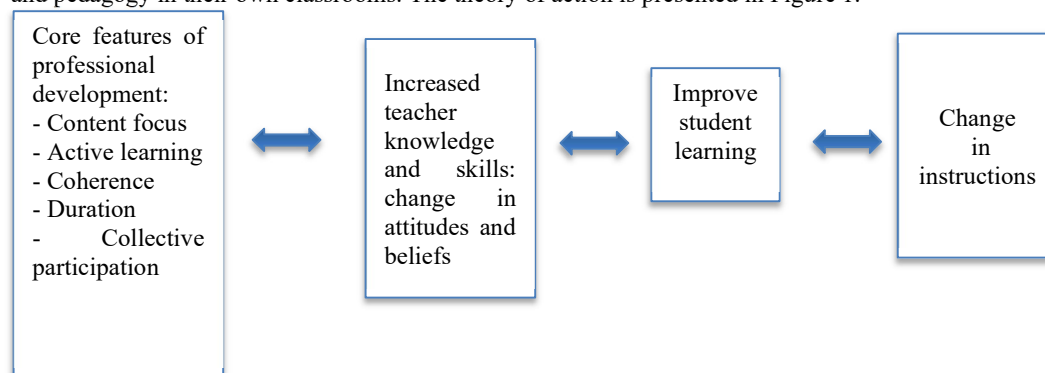 and pedagogy in their own classrooms. The theory of action is presented in Figure 1.
Core features of
professional
development:
- Content focus
- Active learning
- Coherence
- Duration
- Collective
participation
Increased
teacher
knowledge
and skills:
change in
attitudes and
beliefs
Improve
student
learning
Change
in
instructions